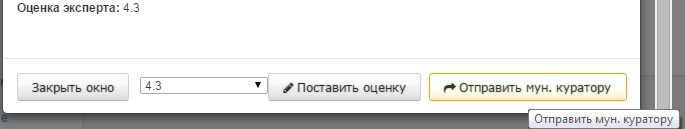 Оценка эксперта: 4.3
Закрыть окно 4.3 Поставить оценку Отправить мун. куратору
Отправить мун. куратору
е